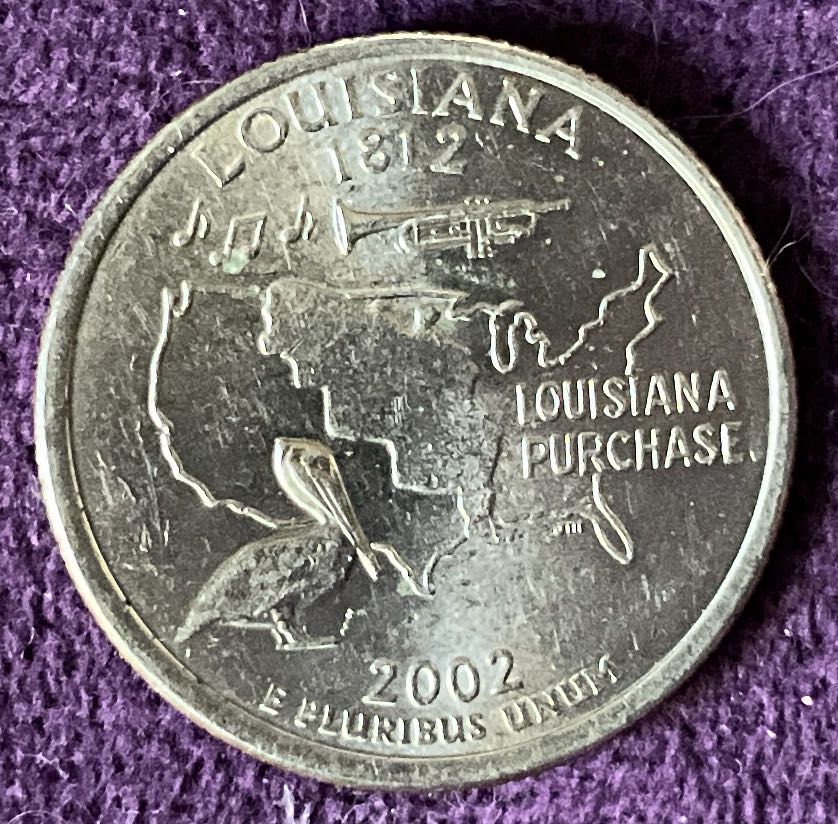 LOUISIANA
1812
LOUISIANA
PURCHASE
2002
E PLURIBUS UNUM